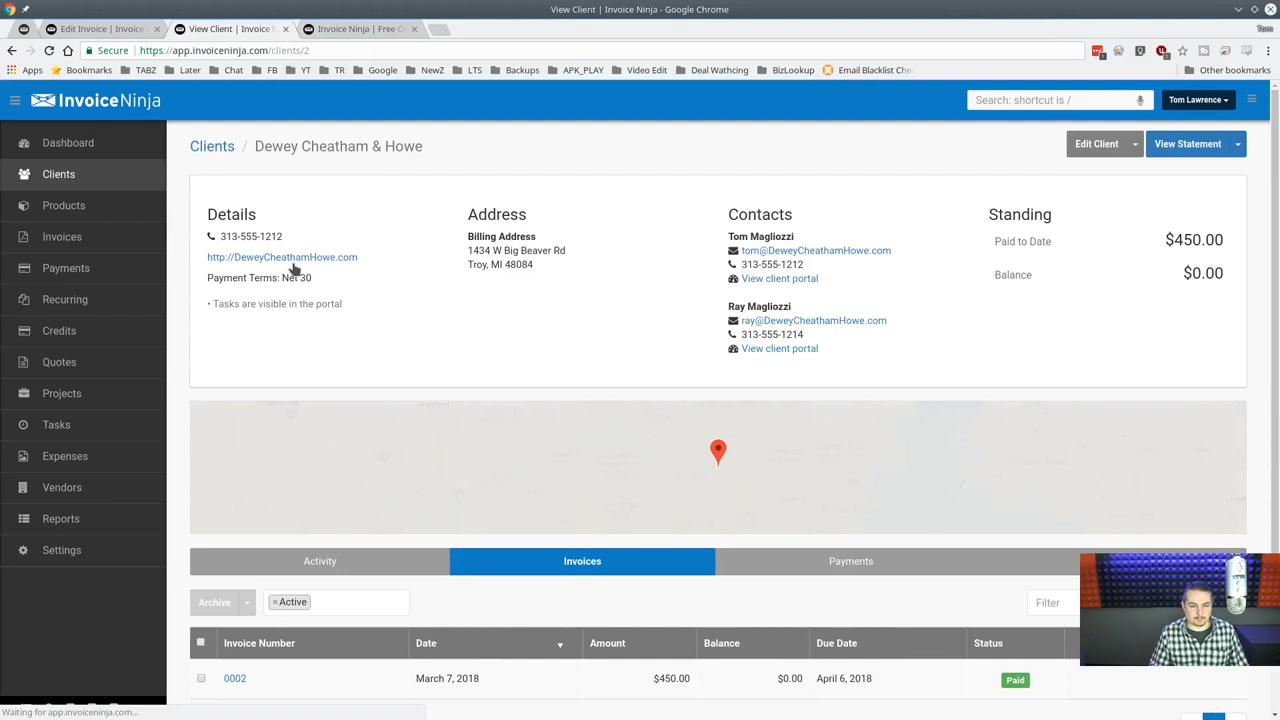 View Client | Invoice Ninja - Google Chrome
Edit Invoice | Invoice
View Client | Invoice N
Invoice Ninja | Free O
Tom
Secure
https://app.invoiceninja.com/clients/2
Apps
Bookmarks
TABZ
Later
Chat
FB
YT
TR
Google
NewZ
LTS
Backups
APK_PLAY
Video Edit
Deal Wathcing
BizLookup
Email Blacklist Che
Other bookmarks
InvoiceNinja
Search: shortcut is /
Tom Lawrence
Dashboard
Clients
Products
Invoices
Payments
Recurring
Credits
Quotes
Projects
Tasks
Expenses
Vendors
Reports
Settings
Clients / Dewey Cheatham & Howe
Edit Client
View Statement
Details
313-555-1212
http://DeweyCheathamHowe.com
Payment Terms: Net 30
• Tasks are visible in the portal
Address
Billing Address
1434 W Big Beaver Rd
Troy, MI 48084
Contacts
Tom Magliozzi
tom@DeweyCheathamHowe.com
313-555-1212
View client portal
Ray Magliozzi
ray@DeweyCheathamHowe.com
313-555-1214
View client portal
Standing
Paid to Date $450.00
Balance $0.00
Activity
Invoices
Payments
Archive
× Active
Filter
Invoice Number Date Amount Balance Due Date Status
0002 March 7, 2018 $450.00 $0.00 April 6, 2018 Paid
Waiting for app.invoiceninja.com...